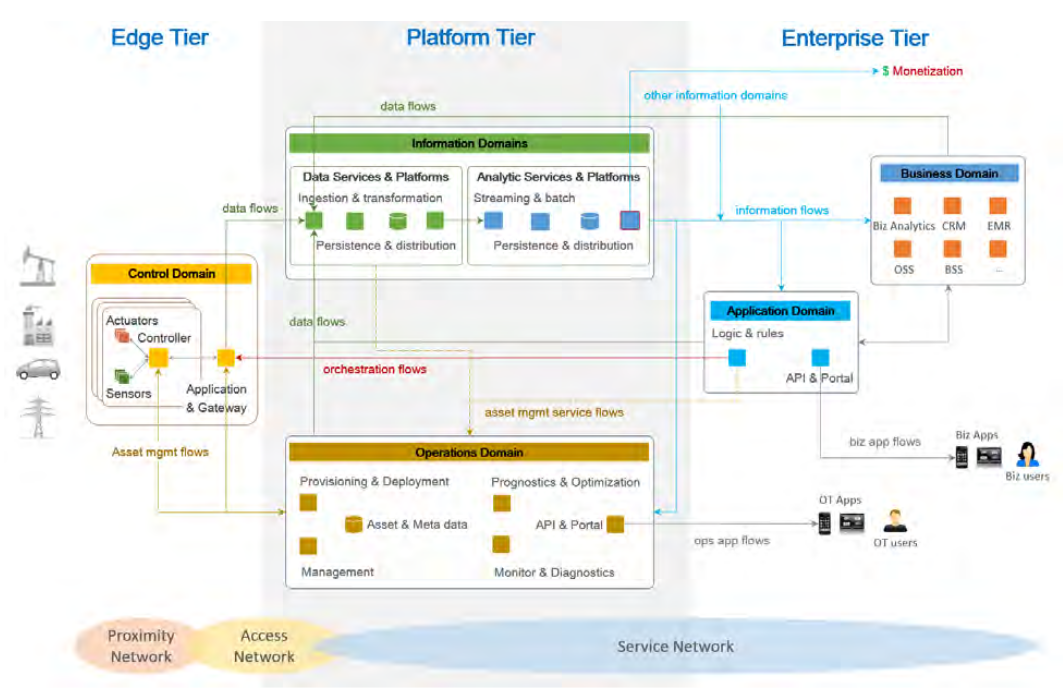 Edge Tier
Platform Tier
Enterprise Tier
$ Monetization
other information domains
data flows
Information Domains
Data Services & Platforms
Ingestion & transformation
Persistence & distribution
Analytic Services & Platforms
Streaming & batch
Persistence & distribution
information flows
Business Domain
Biz Analytics
CRM
EMR
OSS
BSS
...
data flows
Control Domain
Actuators
Controller
Sensors
Application
& Gateway
data flows
orchestration flows
Application Domain
Logic & rules
API & Portal
asset mgmt service flows
Asset mgmt flows
Operations Domain
Provisioning & Deployment
Prognostics & Optimization
Asset & Meta data
API & Portal
Management
Monitor & Diagnostics
biz app flows
Biz Apps
Biz users
ops app flows
OT Apps
OT users
Proximity
Network
Access
Network
Service Network